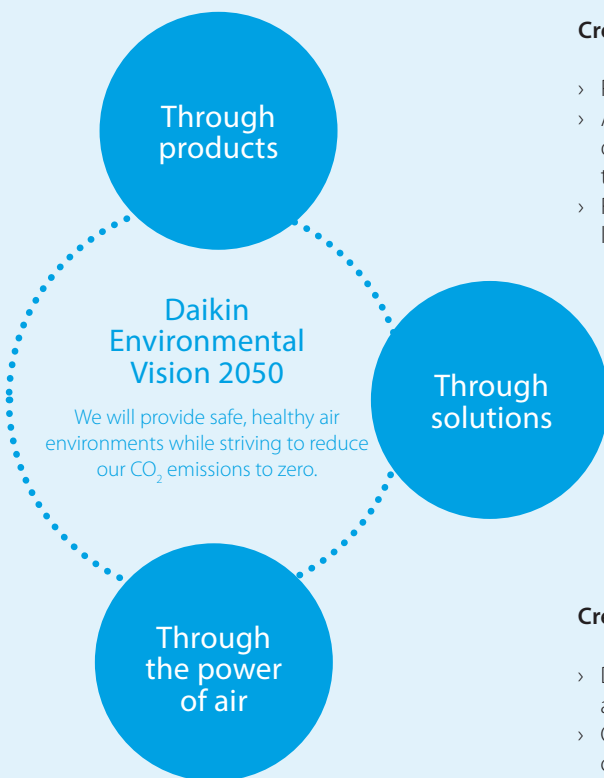 Through
products
Daikin
Environmental
Vision 2050
We will provide safe, healthy air
environments while striving to reduce
our CO₂ emissions to zero.
Through
solutions
Through
the power
of air